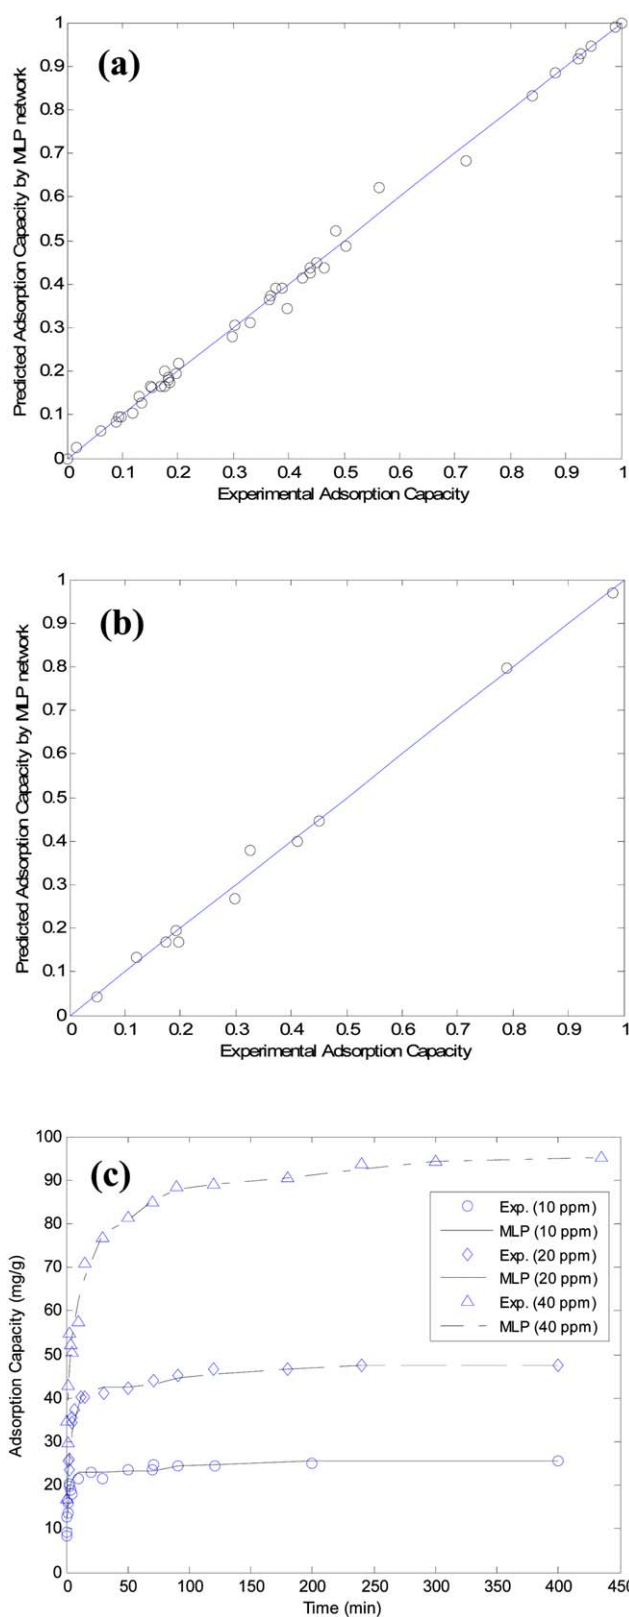 (a)
Predicted Adsorption Capacity by MLP network
1
0.9
0.8
0.7
0.6
0.5
0.4
0.3
0.2
0.1
0
0 0.1 0.2 0.3 0.4 0.5 0.6 0.7 0.8 0.9 1
Experimental Adsorption Capacity
(b)
Predicted Adsorption Capacity by MLP network
1
0.9
0.8
0.7
0.6
0.5
0.4
0.3
0.2
0.1
0
0 0.1 0.2 0.3 0.4 0.5 0.6 0.7 0.8 0.9 1
Experimental Adsorption Capacity
(c)
Adsorption Capacity (mg/g)
100
90
80
70
60
50
40
30
20
10
0
Exp. (10 ppm)
MLP (10 ppm)
Exp. (20 ppm)
MLP (20 ppm)
Exp. (40 ppm)
MLP (40 ppm)
0 50 100 150 200 250 300 350 400 450
Time (min)